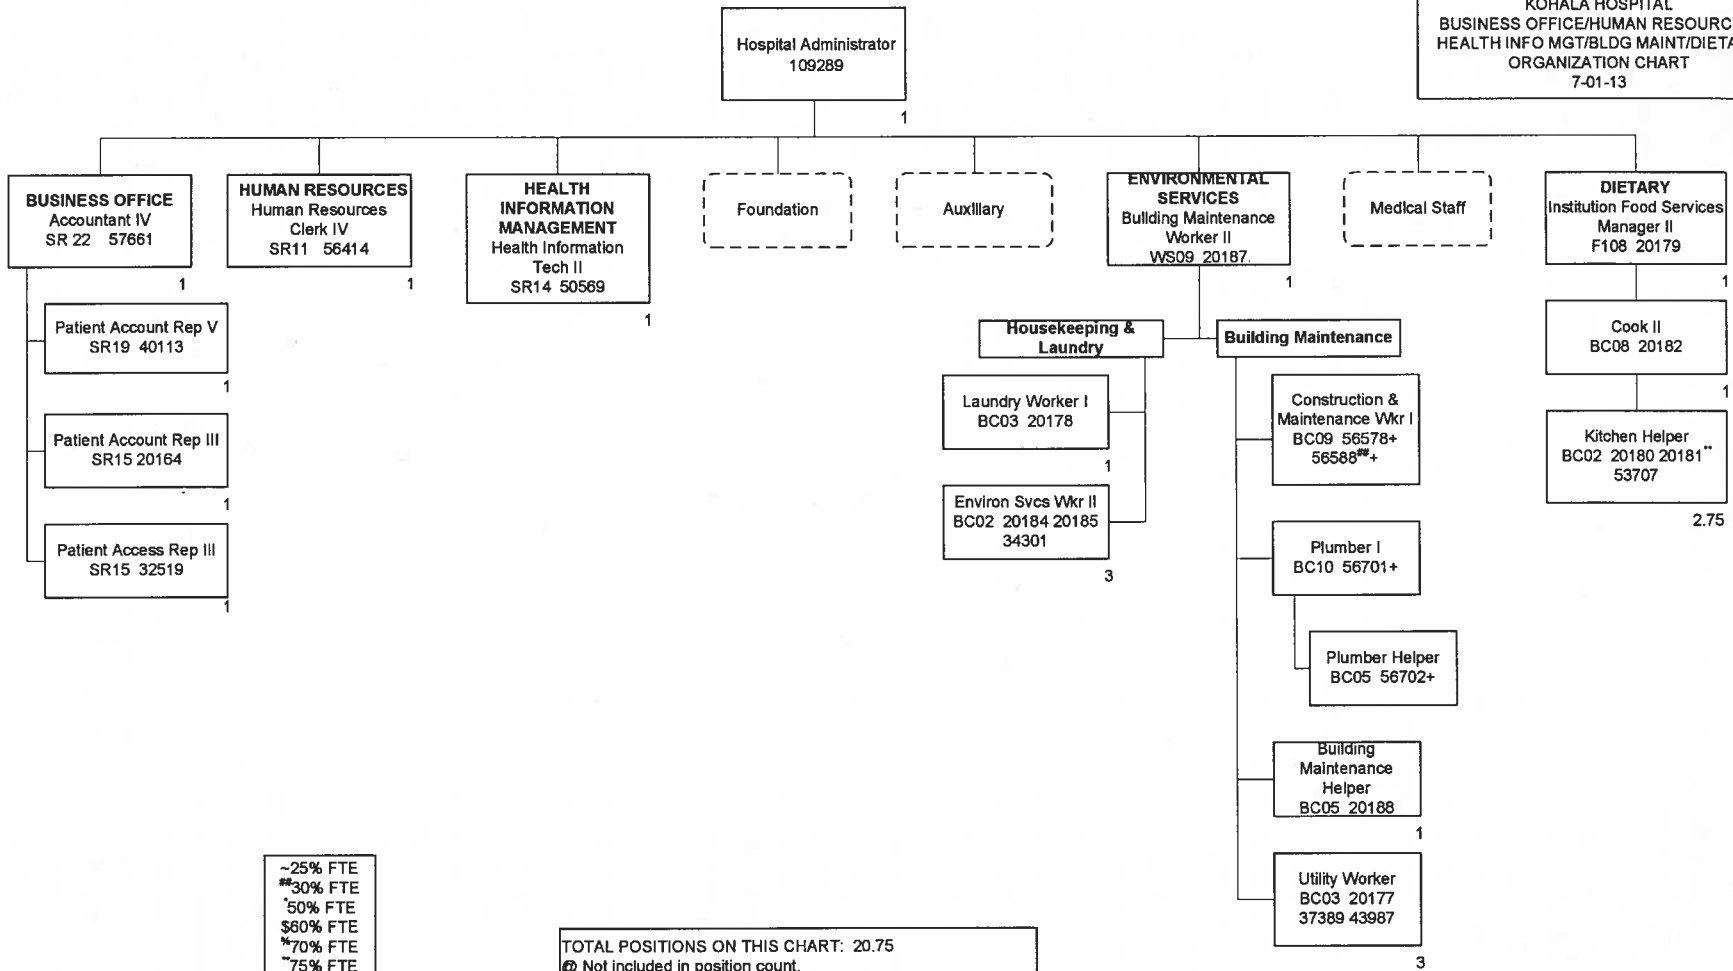 KOHALA HOSPITAL
BUSINESS OFFICE/HUMAN RESOURC
HEALTH INFO MGT/BLDG MAINT/DIETA
ORGANIZATION CHART
7-01-13
Hospital Administrator
109289
1
BUSINESS OFFICE
Accountant IV
SR 22 57661
1
Patient Account Rep V
SR19 40113
1
Patient Account Rep III
SR15 20164
1
Patient Access Rep III
SR15 32519
1
HUMAN RESOURCES
Human Resources
Clerk IV
SR11 56414
1
HEALTH
INFORMATION
MANAGEMENT
Health Information
Tech II
SR14 50569
1
Foundation
Auxiliary
ENVIRONMENTAL
SERVICES
Building Maintenance
Worker II
WS09 20187
1
Housekeeping &
Laundry
Laundry Worker I
BC03 20178
1
Environ Svcs Wkr II
BC02 20184 20185
34301
3
Building Maintenance
Construction &
Maintenance Wkr I
BC09 56578+
56588##+
Plumber I
BC10 56701+
Plumber Helper
BC05 56702+
Building
Maintenance
Helper
BC05 20188
1
Utility Worker
BC03 20177
37389 43987
3
Medical Staff
DIETARY
Institution Food Services
Manager II
F108 20179
1
Cook II
BC08 20182
1
Kitchen Helper
BC02 20180 20181**
53707
2.75
~25% FTE
##30% FTE
*50% FTE
$60% FTE
%70% FTE
**75% FTE
TOTAL POSITIONS ON THIS CHART: 20.75
@ Not included in position count.